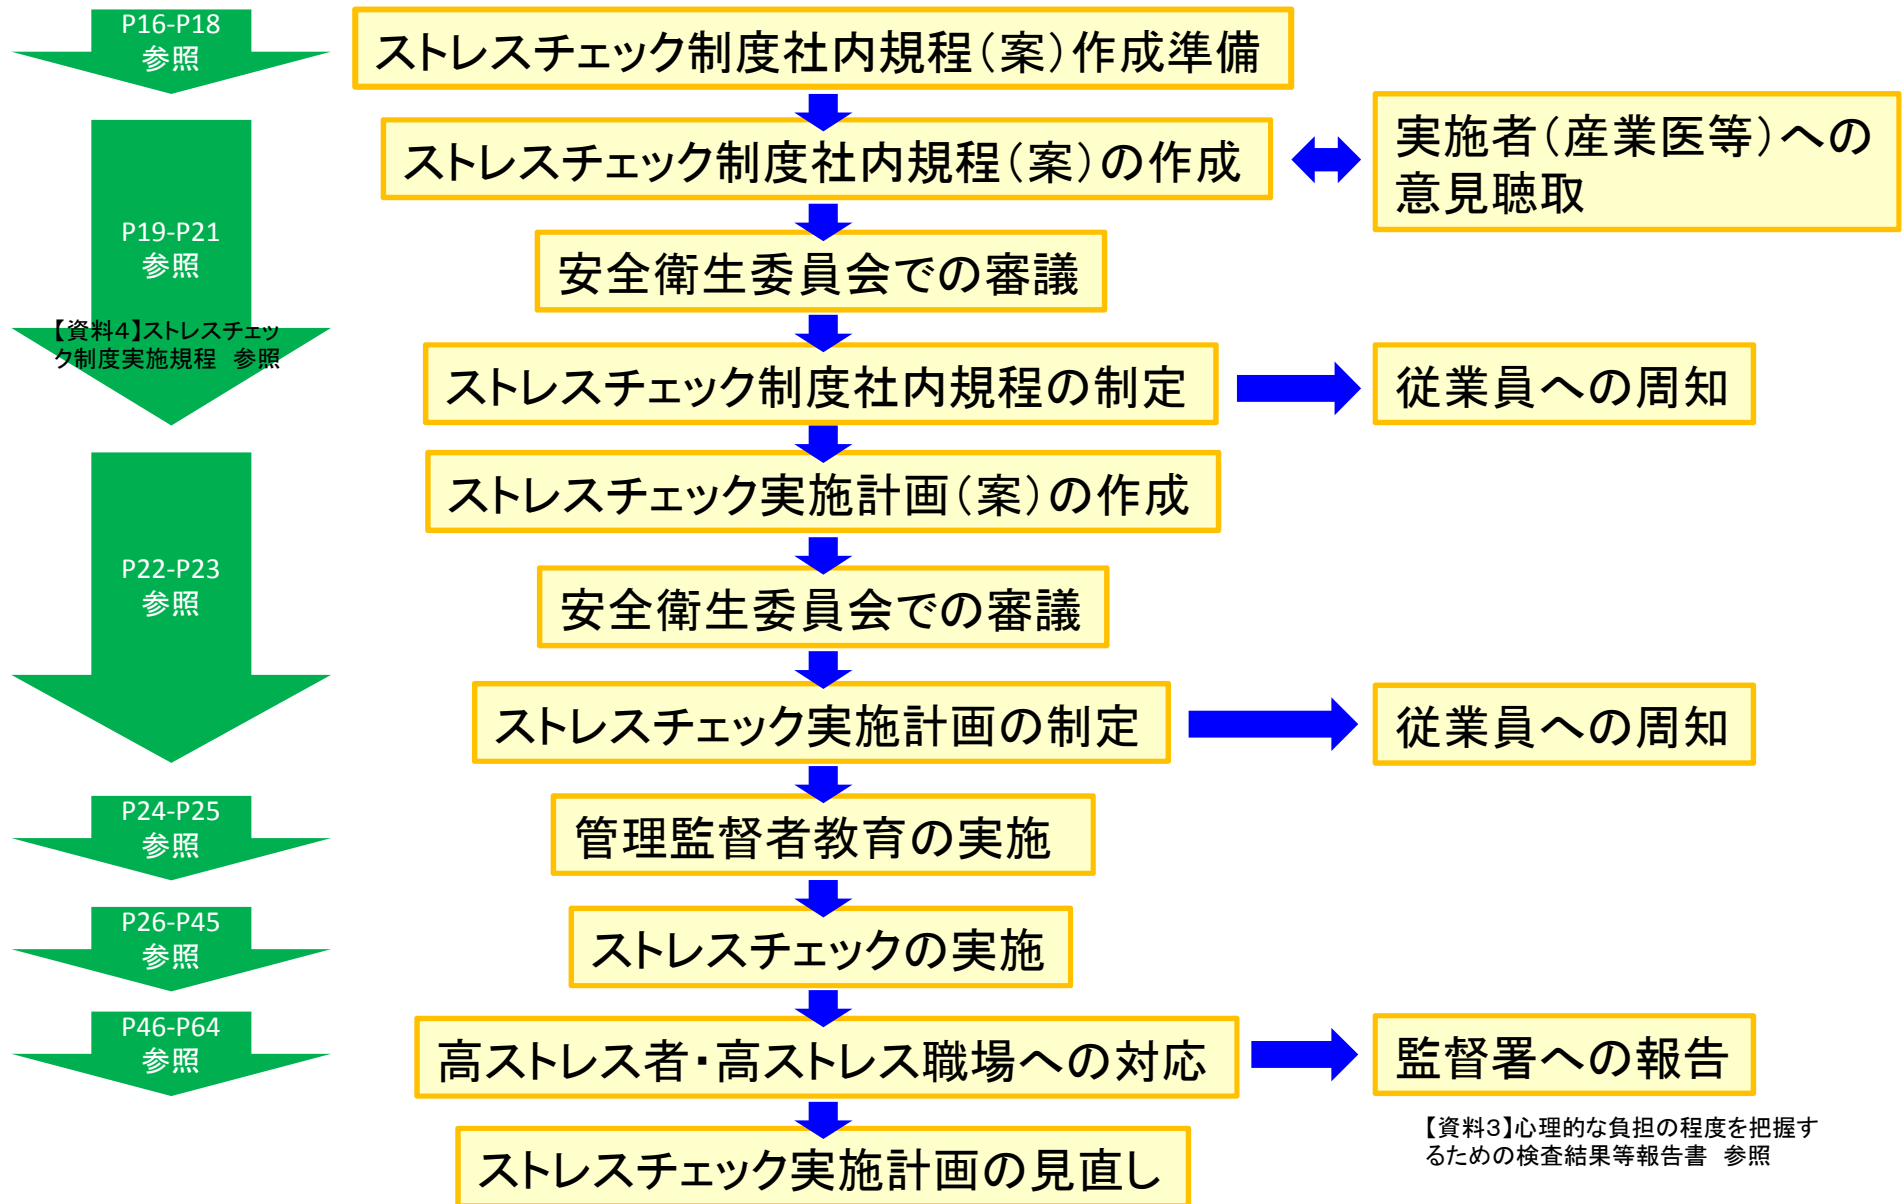 P16-P18
参照
ストレスチェック制度社内規程（案）作成準備
ストレスチェック制度社内規程（案）の作成
実施者（産業医等）への
意見聴取
P19-P21
参照
【資料４】ストレスチェッ
ク制度実施規程　参照
安全衛生委員会での審議
ストレスチェック制度社内規程の制定
従業員への周知
P22-P23
参照
ストレスチェック実施計画（案）の作成
安全衛生委員会での審議
ストレスチェック実施計画の制定
従業員への周知
P24-P25
参照
管理監督者教育の実施
P26-P45
参照
ストレスチェックの実施
P46-P64
参照
高ストレス者・高ストレス職場への対応
監督署への報告
【資料３】心理的な負担の程度を把握す
るための検査結果等報告書　参照
ストレスチェック実施計画の見直し